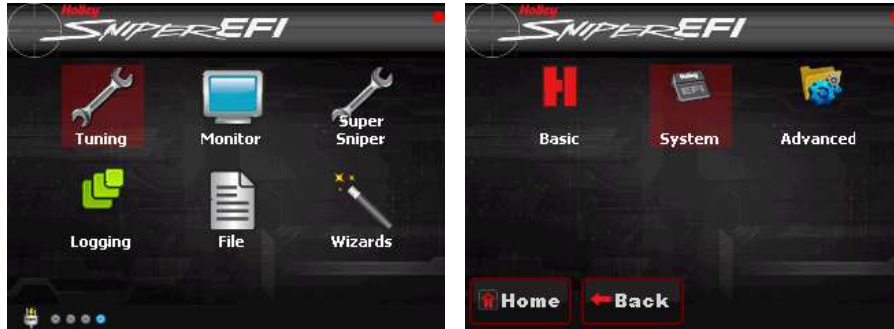 Holley
SNIPER EFI
Tuning
Monitor
Super
Sniper
Logging
File
Wizards
Holley
SNIPER EFI
Basic
Holley
EFI
System
Advanced
Home
Back